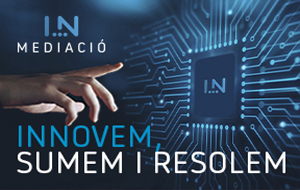 I..N
MEDIACIÓ
I..N
INNOVEM,
SUMEM I RESOLEM